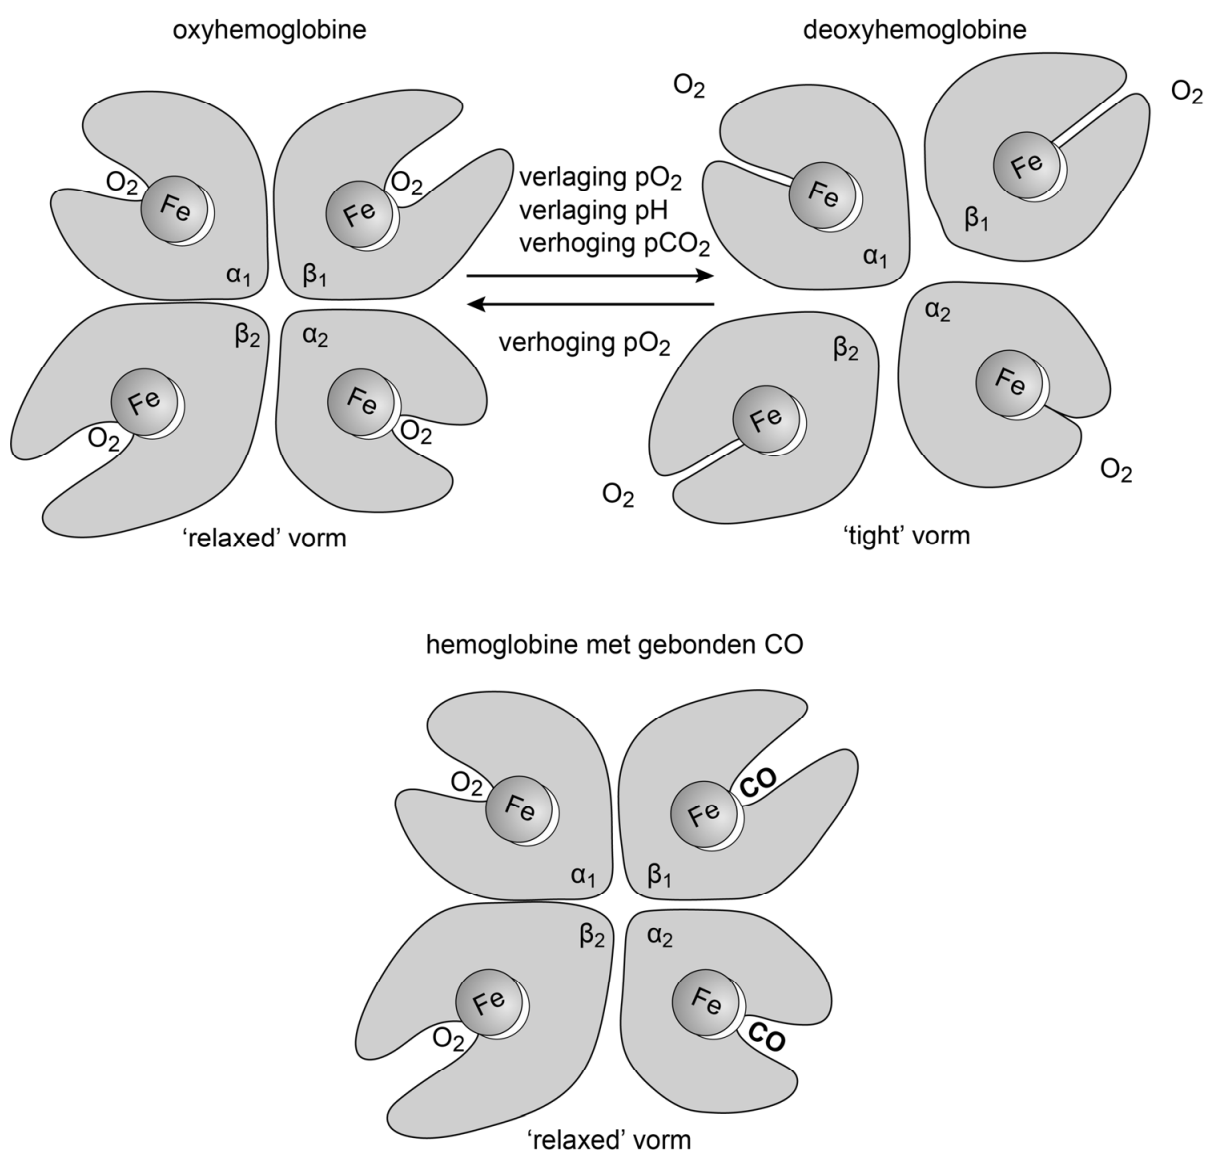 oxyhemoglobine
deoxyhemoglobine
O2
Fe
α1
O2
Fe
β1
β2
Fe
O2
α2
Fe
O2
'relaxed' vorm
verlaging pO2
verlaging pH
verhoging pCO2
verhoging pO2
O2
Fe
α1
O2
Fe
β1
β2
Fe
O2
α2
Fe
O2
'tight' vorm
hemoglobine met gebonden CO
O2
Fe
α1
CO
Fe
β1
β2
Fe
O2
α2
Fe
CO
'relaxed' vorm